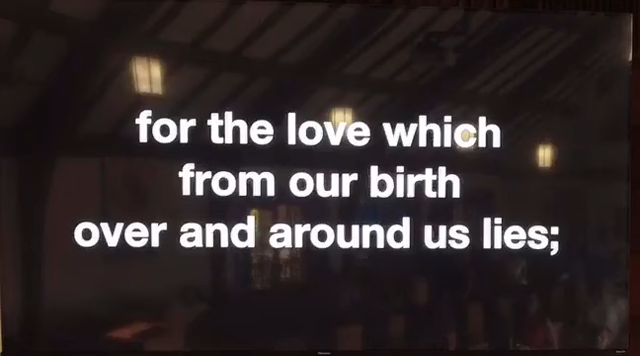 for the love which
from our birth
over and around us lies;